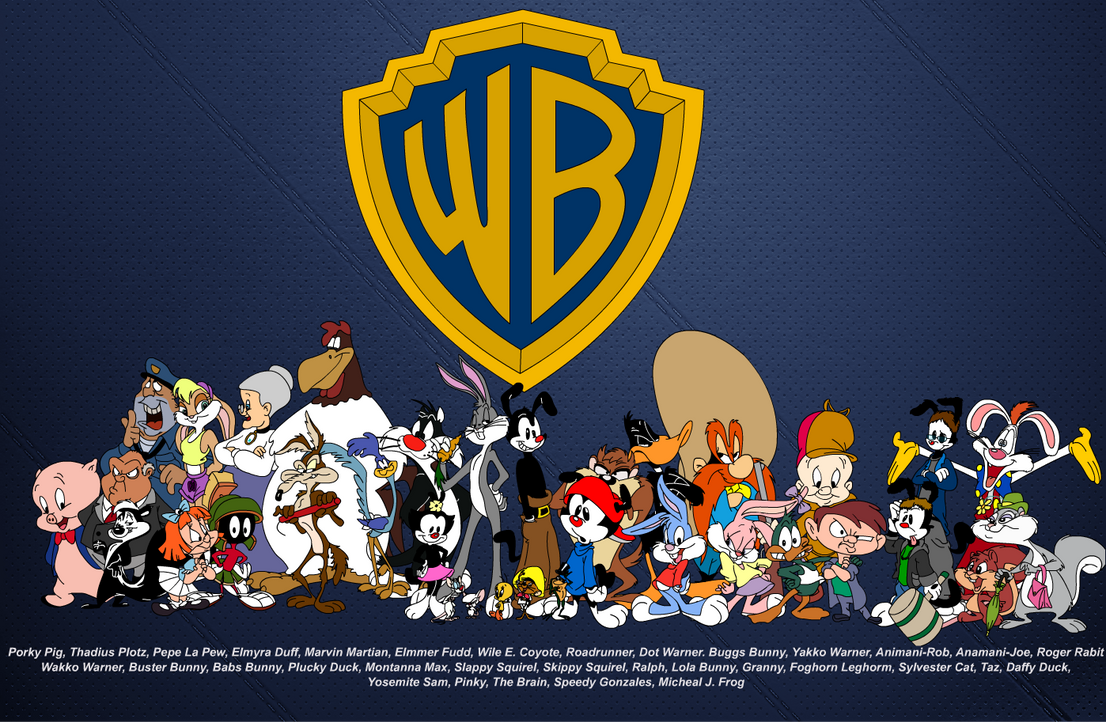 WB
Porky Pig, Thadius Plotz, Pepe La Pew, Elmyra Duff, Marvin Martian, Elmmer Fudd, Wile E. Coyote, Roadrunner, Dot Warner. Buggs Bunny, Yakko Warner, Animani-Rob, Anamani-Joe, Roger Rabit
Wakko Warner, Buster Bunny, Babs Bunny, Plucky Duck, Montanna Max, Slappy Squirel, Skippy Squirel, Ralph, Lola Bunny, Granny, Foghorn Leghorm, Sylvester Cat, Taz, Daffy Duck,
Yosemite Sam, Pinky, The Brain, Speedy Gonzales, Micheal J. Frog